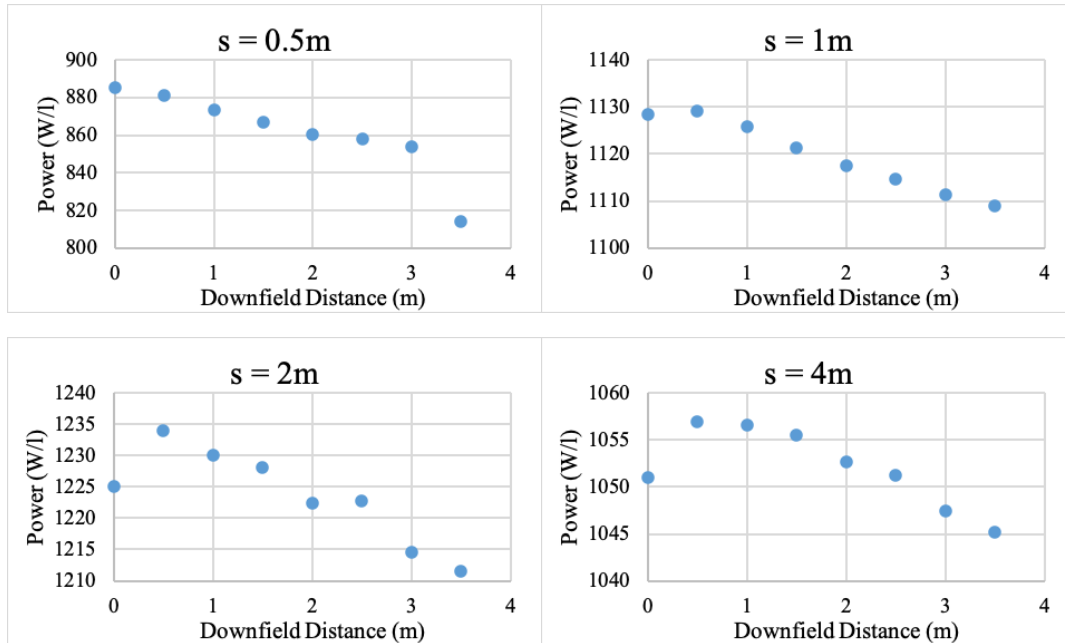 s = 0.5m
900
880
860
840
820
800
Power (W/l)
0 1 2 3 4
Downfield Distance (m)
s = 1m
1140
1130
1120
1110
1100
Power (W/l)
0 1 2 3 4
Downfield Distance (m)
s = 2m
1240
1235
1230
1225
1220
1215
1210
Power (W/l)
0 1 2 3 4
Downfield Distance (m)
s = 4m
1060
1055
1050
1045
1040
Power (W/l)
0 1 2 3 4
Downfield Distance (m)